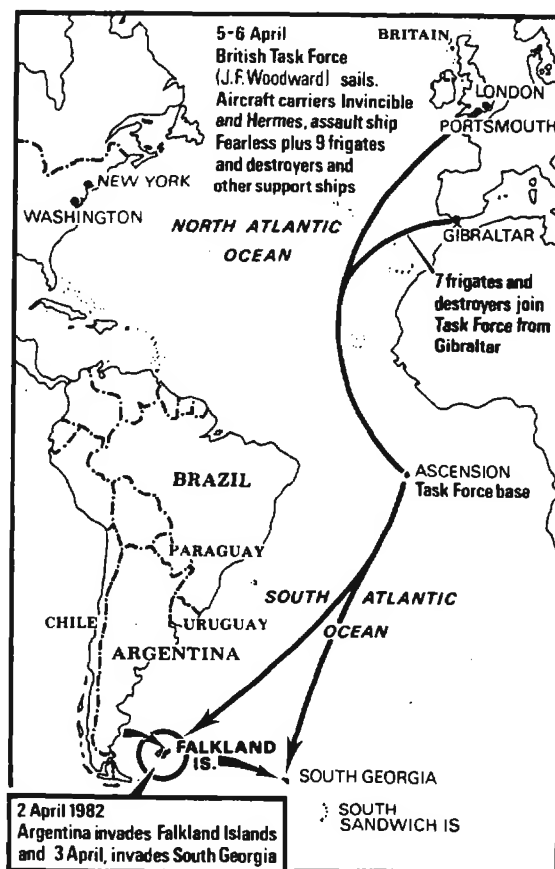 5-6 April
British Task Force
(J.F. Woodward) sails.
Aircraft carriers Invincible
and Hermes, assault ship
Fearless plus 9 frigates
and destroyers and
other support ships
BRITAIN
LONDON
PORTSMOUTH
NEW YORK
WASHINGTON
NORTH ATLANTIC
OCEAN
GIBRALTAR
7 frigates and
destroyers join
Task Force from
Gibraltar
ASCENSION
Task Force base
BRAZIL
PARAGUAY
SOUTH ATLANTIC
OCEAN
CHILE
URUGUAY
ARGENTINA
FALKLAND
IS.
SOUTH GEORGIA
SOUTH
SANDWICH IS
2 April 1982
Argentina invades Falkland Islands
and 3 April, invades South Georgia